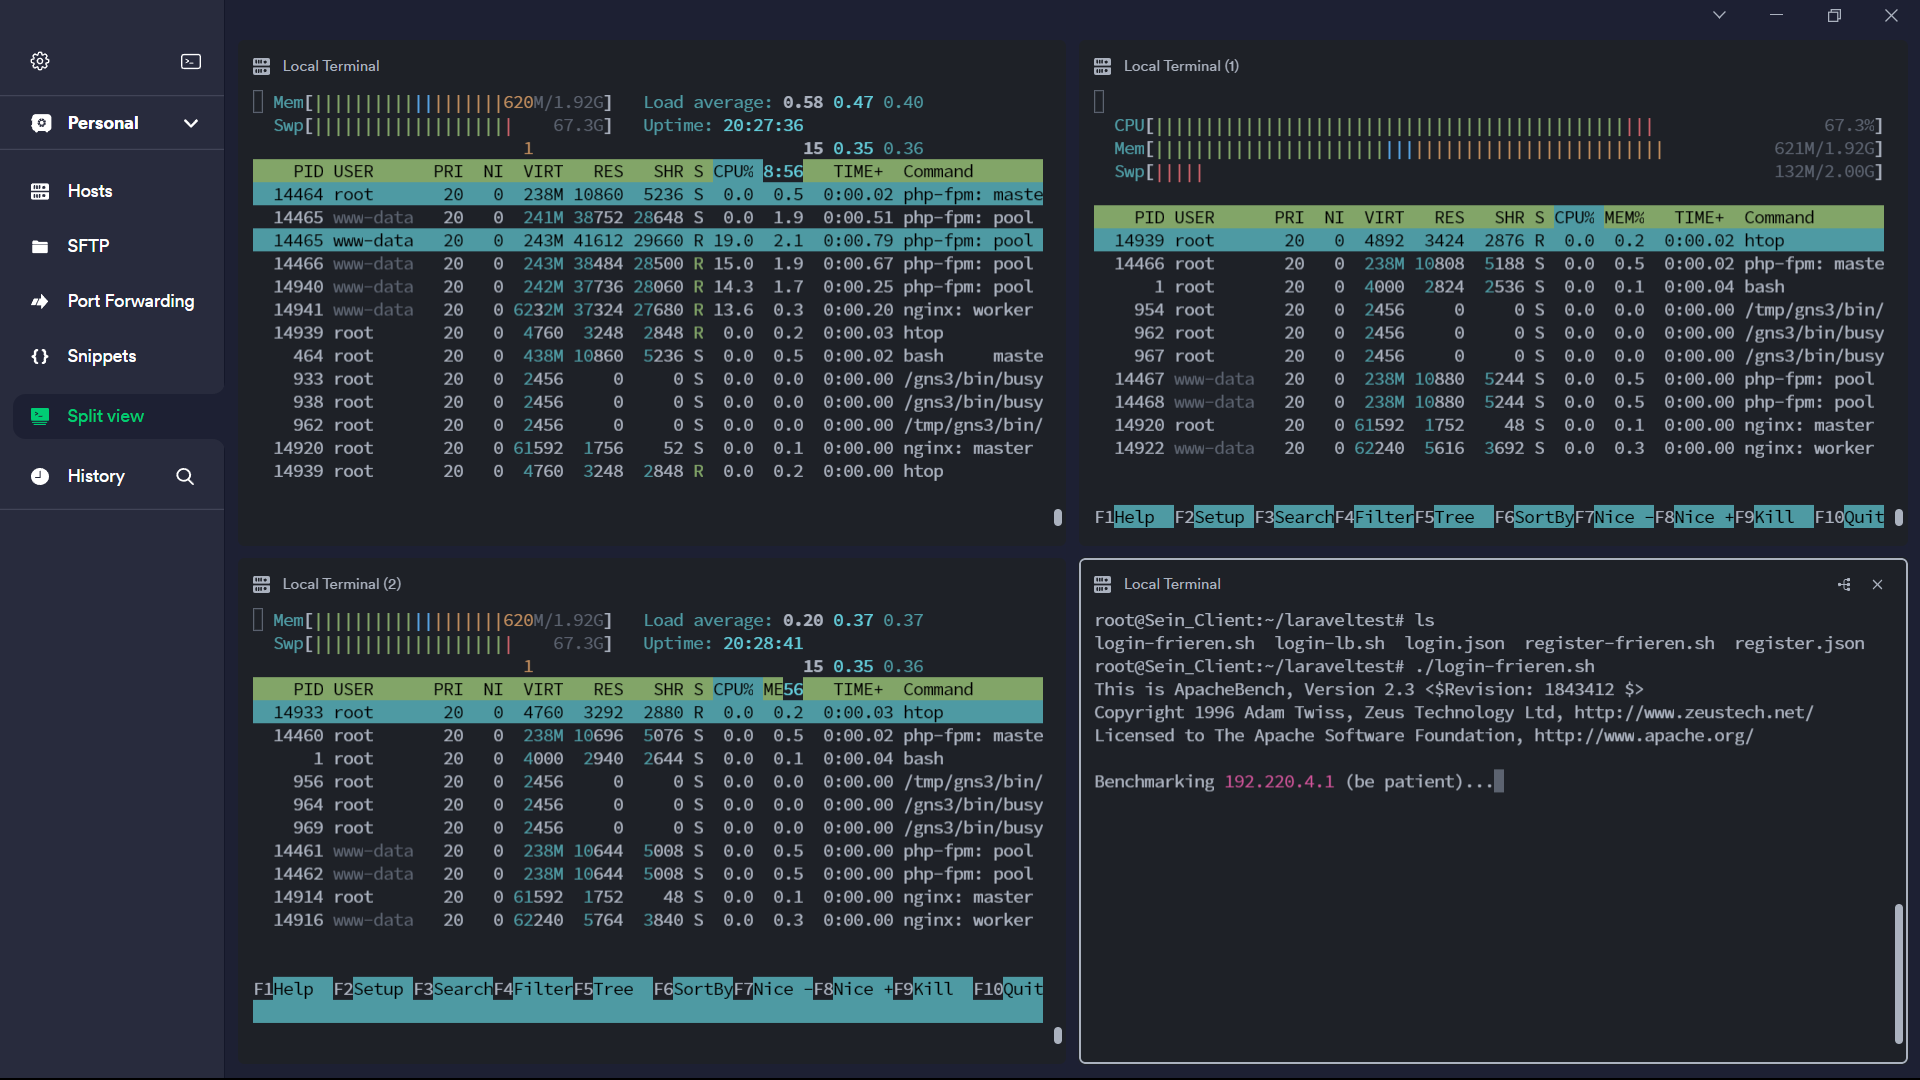 Personal
Hosts
SFTP
Port Forwarding
{} Snippets
Split view
History
Local Terminal
Mem[||||||||||||||||||||620M/1.92G]   Load average: 0.58 0.47 0.40
Swp[||||||||||||||||||||    67.3G]   Uptime: 20:27:36
1                           15 0.35 0.36
PID USER      PRI  NI  VIRT   RES   SHR S CPU% 8:56   TIME+  Command
14464 root       20   0  238M 10860  5236 S  0.0  0.5  0:00.02 php-fpm: maste
14465 www-data   20   0  241M 38752 28648 S  0.0  1.9  0:00.51 php-fpm: pool
14465 www-data   20   0  243M 41612 29660 R 19.0  2.1  0:00.79 php-fpm: pool
14466 www-data   20   0  243M 38484 28500 R 15.0  1.9  0:00.67 php-fpm: pool
14940 www-data   20   0  242M 37736 28060 R 14.3  1.7  0:00.25 php-fpm: pool
14941 www-data   20   0 6232M 37324 27680 R 13.6  0.3  0:00.20 nginx: worker
14939 root       20   0  4760  3248  2848 R  0.0  0.2  0:00.03 htop
464 root       20   0  438M 10860  5236 S  0.0  0.5  0:00.02 bash     maste
933 root       20   0  2456     0     0 S  0.0  0.0  0:00.00 /gns3/bin/busy
938 root       20   0  2456     0     0 S  0.0  0.0  0:00.00 /gns3/bin/busy
962 root       20   0  2456     0     0 S  0.0  0.0  0:00.00 /tmp/gns3/bin/
14920 root       20   0 61592  1756    52 S  0.0  0.1  0:00.00 nginx: master
14939 root       20   0  4760  3248  2848 R  0.0  0.2  0:00.00 htop
Local Terminal (1)
CPU[||||||||||||||||||||||||||||||||||||||||||||||||||                 67.3%]
Mem[|||||||||||||||||||||||||||||||||||||||||||||||||||           621M/1.92G]
Swp[|||||                                                         132M/2.00G]
PID USER      PRI  NI  VIRT   RES   SHR S CPU% MEM%   TIME+  Command
14939 root       20   0  4892  3424  2876 R  0.0  0.2  0:00.02 htop
14466 root       20   0  238M 10808  5188 S  0.0  0.5  0:00.02 php-fpm: maste
1 root       20   0  4000  2824  2536 S  0.0  0.1  0:00.04 bash
954 root       20   0  2456     0     0 S  0.0  0.0  0:00.00 /tmp/gns3/bin/
962 root       20   0  2456     0     0 S  0.0  0.0  0:00.00 /gns3/bin/busy
967 root       20   0  2456     0     0 S  0.0  0.0  0:00.00 /gns3/bin/busy
14467 www-data   20   0  238M 10880  5244 S  0.0  0.5  0:00.00 php-fpm: pool
14468 www-data   20   0  238M 10880  5244 S  0.0  0.5  0:00.00 php-fpm: pool
14920 root       20   0 61592  1752    48 S  0.0  0.1  0:00.00 nginx: master
14922 www-data   20   0 62240  5616  3692 S  0.0  0.3  0:00.00 nginx: worker
F1Help  F2Setup F3SearchF4FilterF5Tree  F6SortByF7Nice -F8Nice +F9Kill  F10Quit
Local Terminal (2)
Mem[||||||||||||||||||||620M/1.92G]   Load average: 0.20 0.37 0.37
Swp[||||||||||||||||||||    67.3G]   Uptime: 20:28:41
1                           15 0.35 0.36
PID USER      PRI  NI  VIRT   RES   SHR S CPU% ME56   TIME+  Command
14933 root       20   0  4760  3292  2880 R  0.0  0.2  0:00.03 htop
14460 root       20   0  238M 10696  5076 S  0.0  0.5  0:00.02 php-fpm: maste
1 root       20   0  4000  2940  2644 S  0.0  0.1  0:00.04 bash
956 root       20   0  2456     0     0 S  0.0  0.0  0:00.00 /tmp/gns3/bin/
964 root       20   0  2456     0     0 S  0.0  0.0  0:00.00 /gns3/bin/busy
969 root       20   0  2456     0     0 S  0.0  0.0  0:00.00 /gns3/bin/busy
14461 www-data   20   0  238M 10644  5008 S  0.0  0.5  0:00.00 php-fpm: pool
14462 www-data   20   0  238M 10644  5008 S  0.0  0.5  0:00.00 php-fpm: pool
14914 root       20   0 61592  1752    48 S  0.0  0.1  0:00.00 nginx: master
14916 www-data   20   0 62240  5764  3840 S  0.0  0.3  0:00.00 nginx: worker
F1Help  F2Setup F3SearchF4FilterF5Tree  F6SortByF7Nice -F8Nice +F9Kill  F10Quit
Local Terminal
root@Sein_Client:~/laraveltest# ls
login-frieren.sh  login-lb.sh  login.json  register-frieren.sh  register.json
root@Sein_Client:~/laraveltest# ./login-frieren.sh
This is ApacheBench, Version 2.3 <$Revision: 1843412 $>
Copyright 1996 Adam Twiss, Zeus Technology Ltd, http://www.zeustech.net/
Licensed to The Apache Software Foundation, http://www.apache.org/
Benchmarking 192.220.4.1 (be patient)...